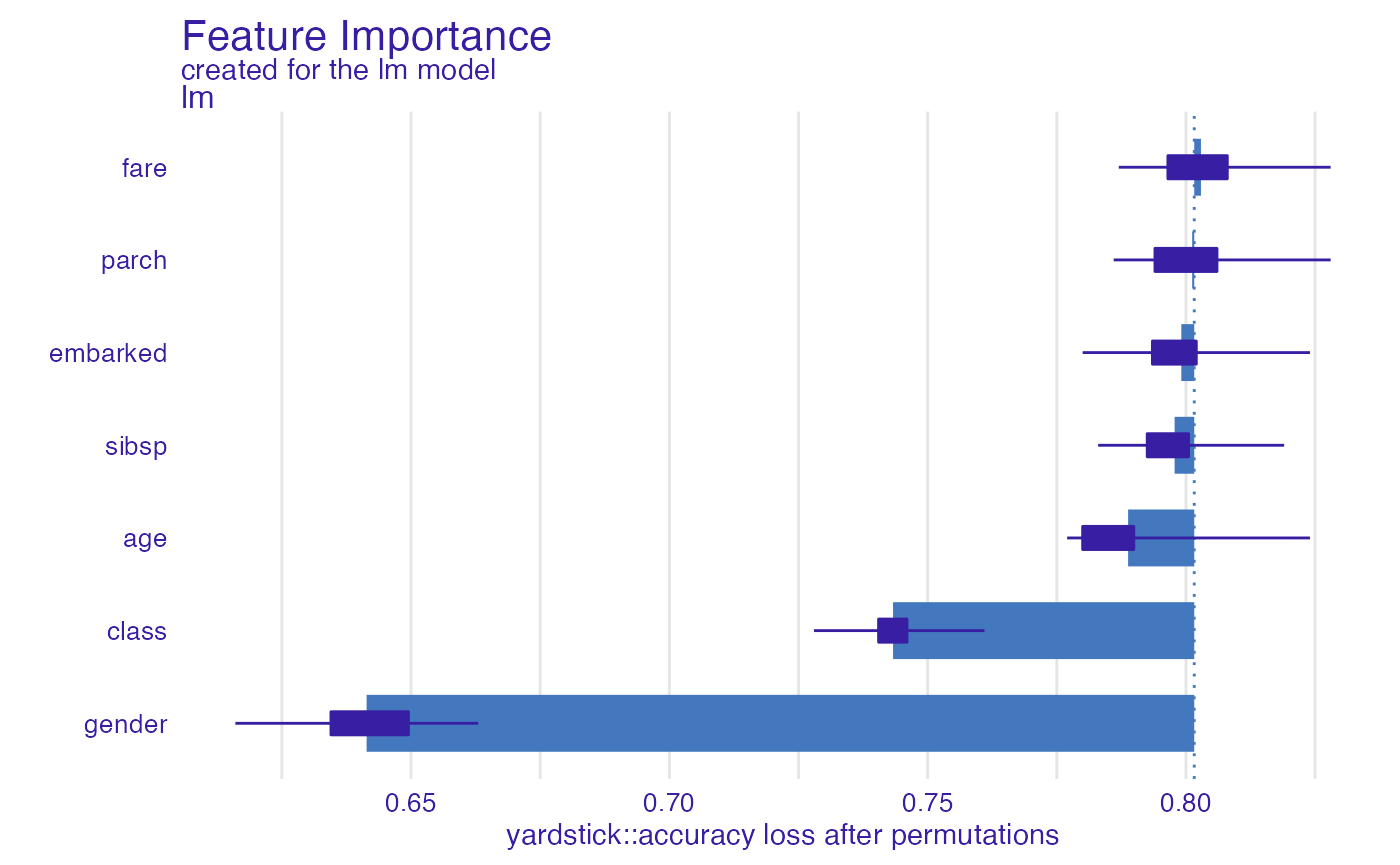 Feature Importance
created for the lm model
lm
fare
parch
embarked
sibsp
age
class
gender
0.65 0.70 0.75 0.80
yardstick::accuracy loss after permutations